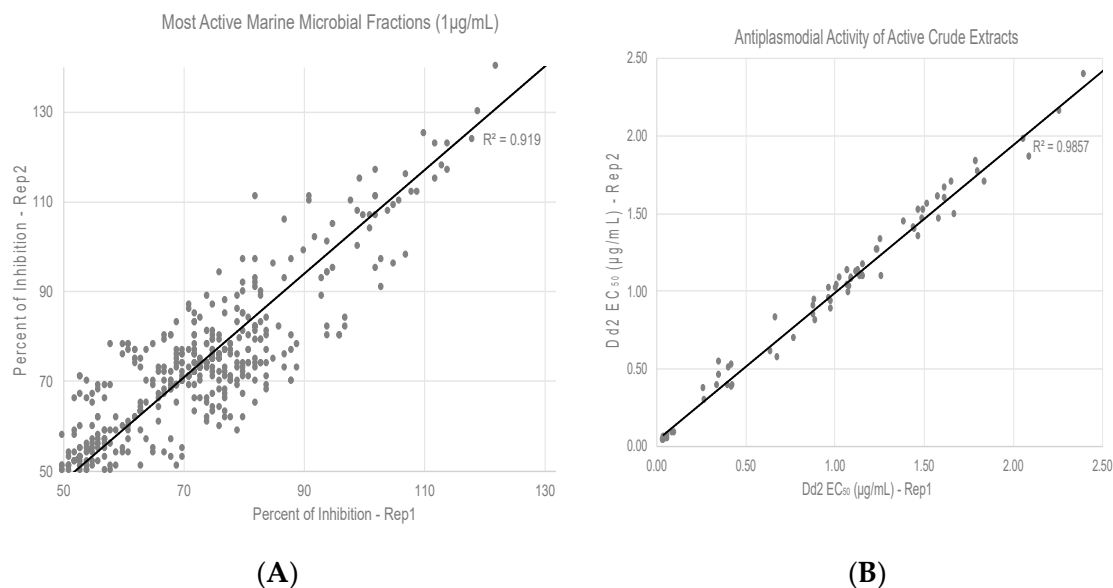 Most Active Marine Microbial Fractions (1µg/mL)
130
110
90
70
50
50 70 90 110 130
R² = 0.919
Percent of Inhibition - Rep2
Percent of Inhibition - Rep1
(A)
Antiplasmodial Activity of Active Crude Extracts
2.50
2.00
1.50
1.00
0.50
0.00
0.00 0.50 1.00 1.50 2.00 2.50
R² = 0.9857
Dd2 EC₅₀ (µg/mL) - Rep2
Dd2 EC₅₀ (µg/mL) - Rep1
(B)